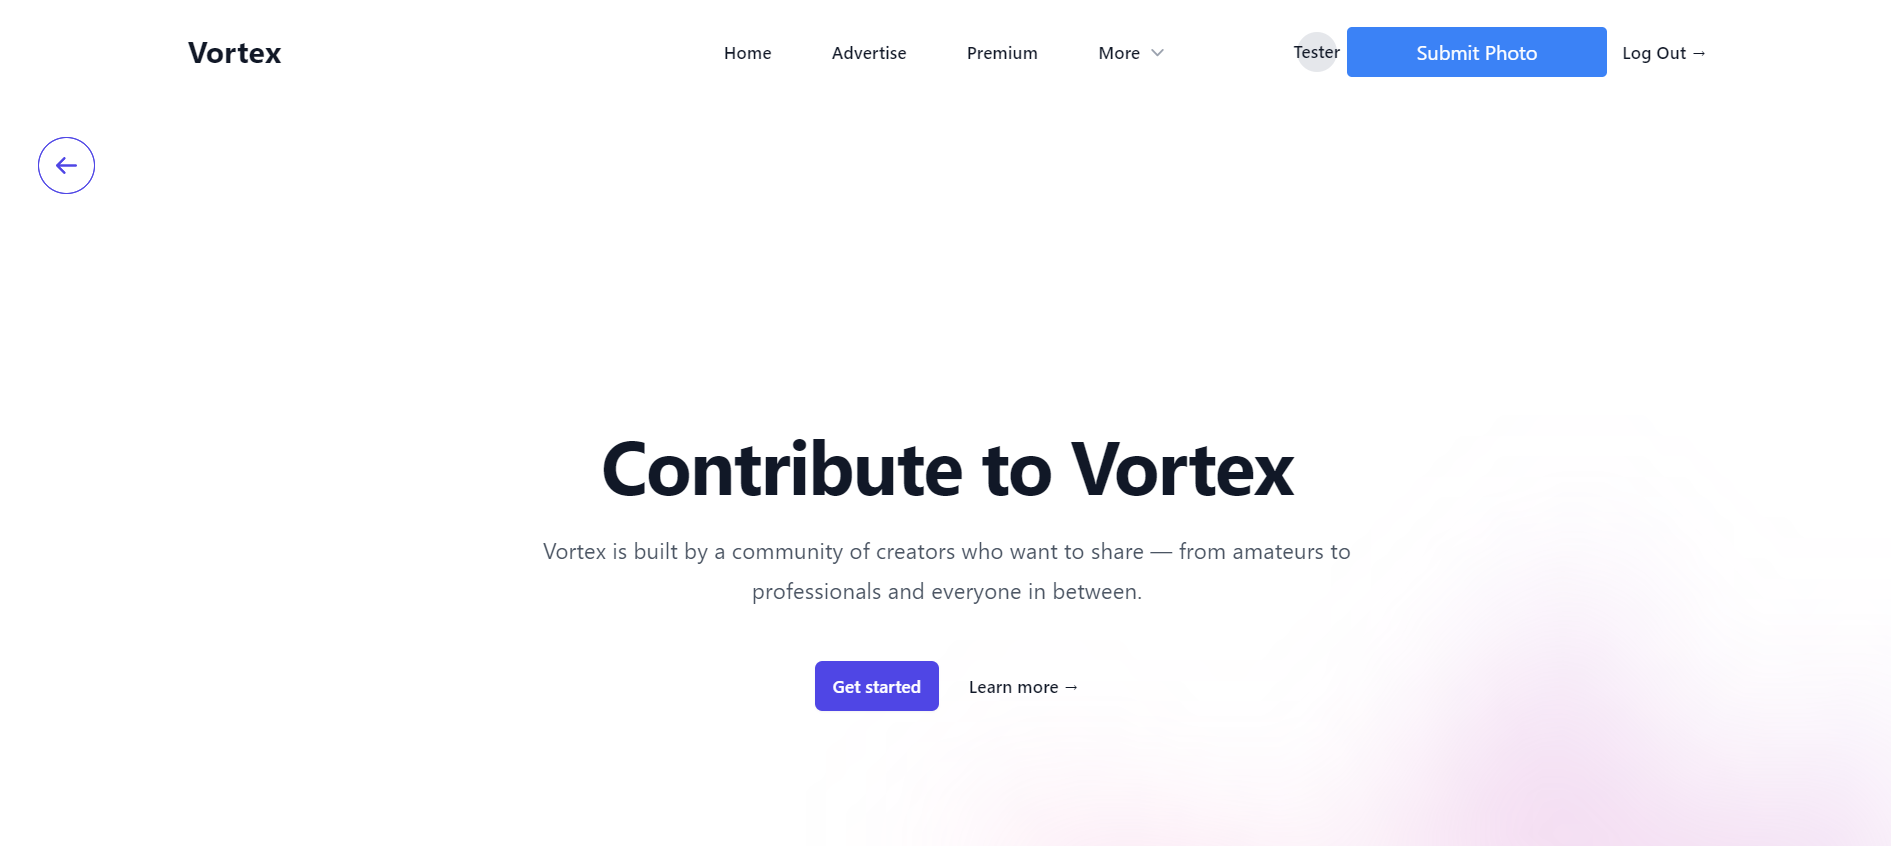 Vortex
Home
Advertise
Premium
More
Tester
Submit Photo
Log Out →
Contribute to Vortex
Vortex is built by a community of creators who want to share — from amateurs to
professionals and everyone in between.
Get started
Learn more →